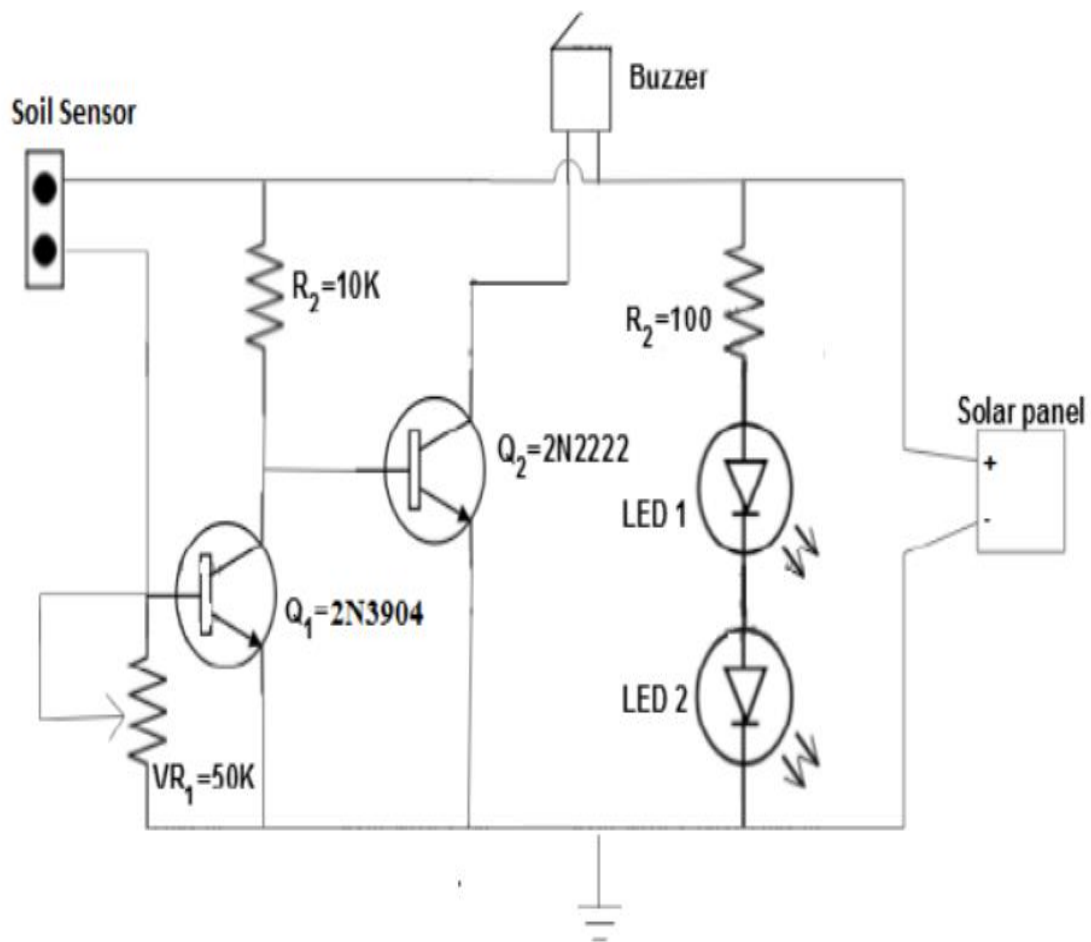 Buzzer
Soil Sensor
R₂=10K
R₂=100
Solar panel
+
-
Q₂=2N2222
LED 1
Q₁=2N3904
LED 2
VR₁=50K